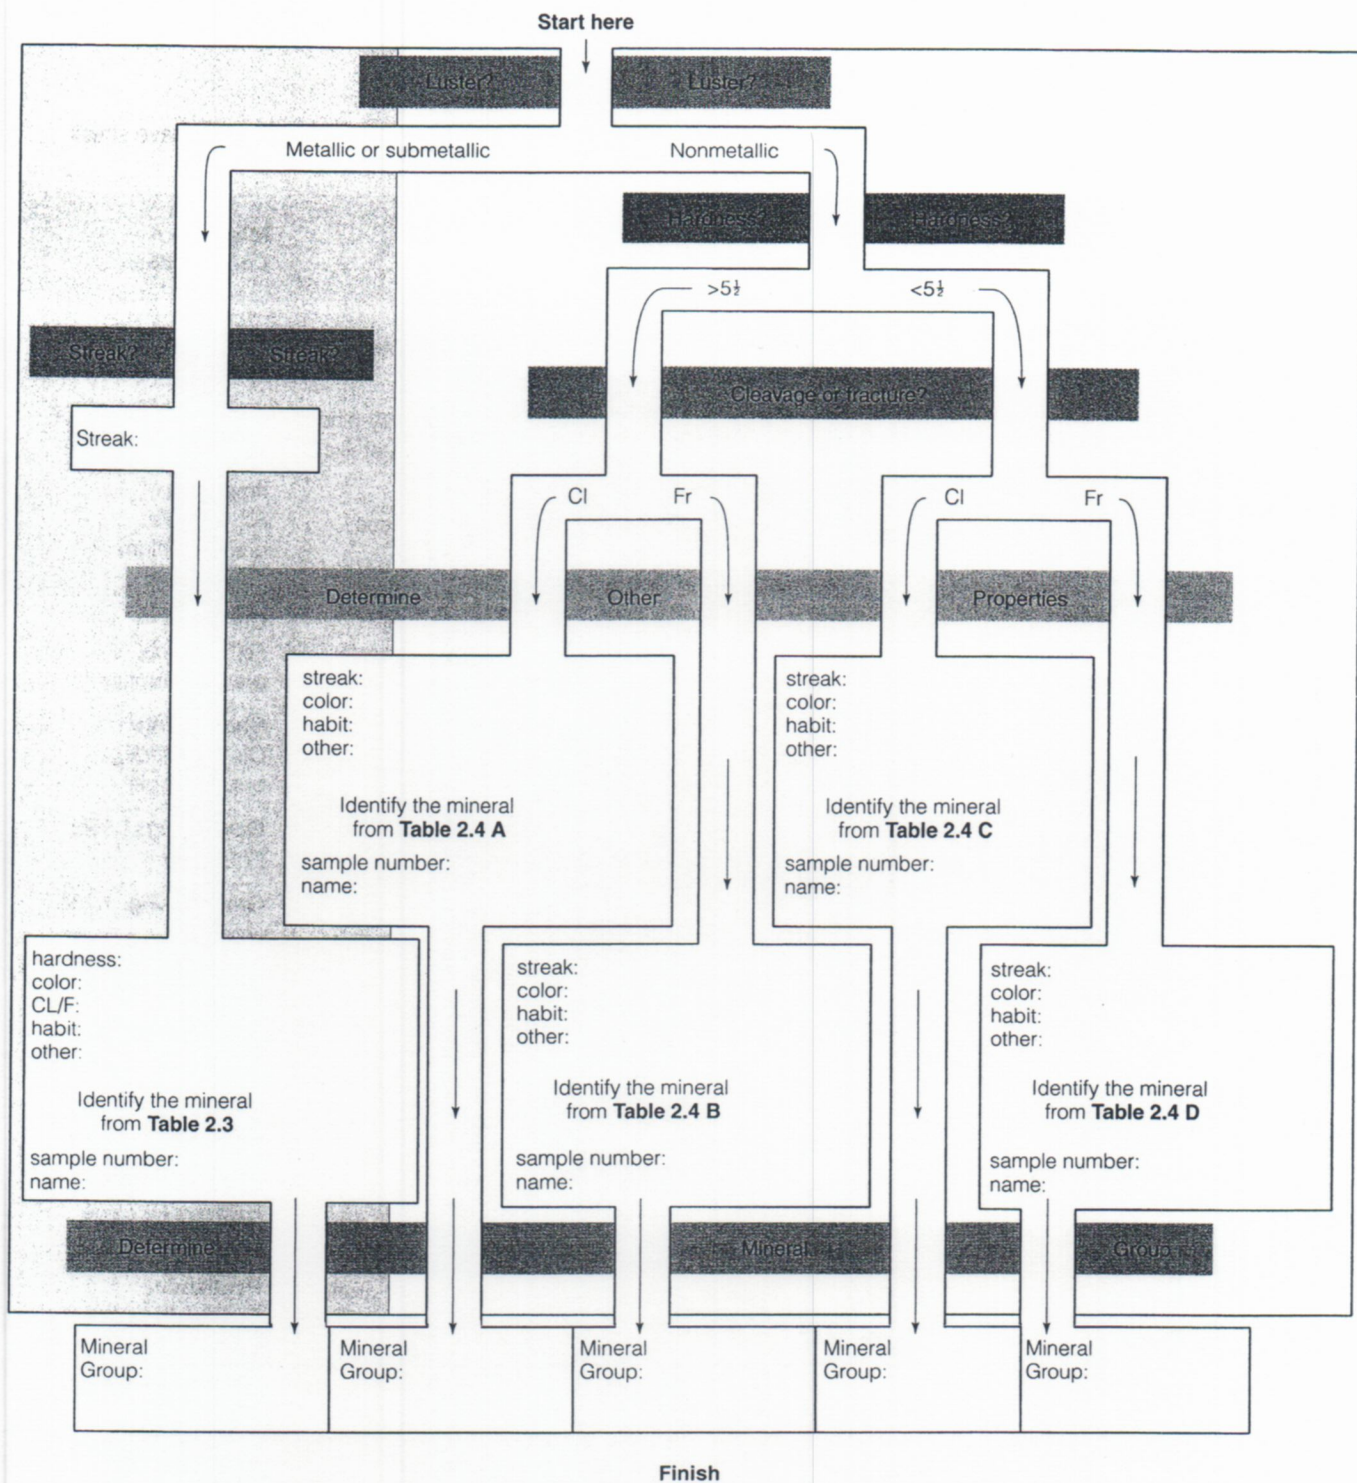 Start here
Luster? Luster?
Metallic or submetallic Nonmetallic
Hardness? Hardness?
>5½ <5½
Streak? Streak?
Cleavage or fracture?
Streak:
Cl Fr Cl Fr
Determine Other Properties
streak:
color:
habit:
other:
Identify the mineral
from Table 2.4 A
sample number:
name:
streak:
color:
habit:
other:
Identify the mineral
from Table 2.4 C
sample number:
name:
hardness:
color:
CL/F:
habit:
other:
Identify the mineral
from Table 2.3
sample number:
name:
streak:
color:
habit:
other:
Identify the mineral
from Table 2.4 B
sample number:
name:
streak:
color:
habit:
other:
Identify the mineral
from Table 2.4 D
sample number:
name:
Determine Mineral Group
Mineral
Group:
Mineral
Group:
Mineral
Group:
Mineral
Group:
Mineral
Group:
Finish